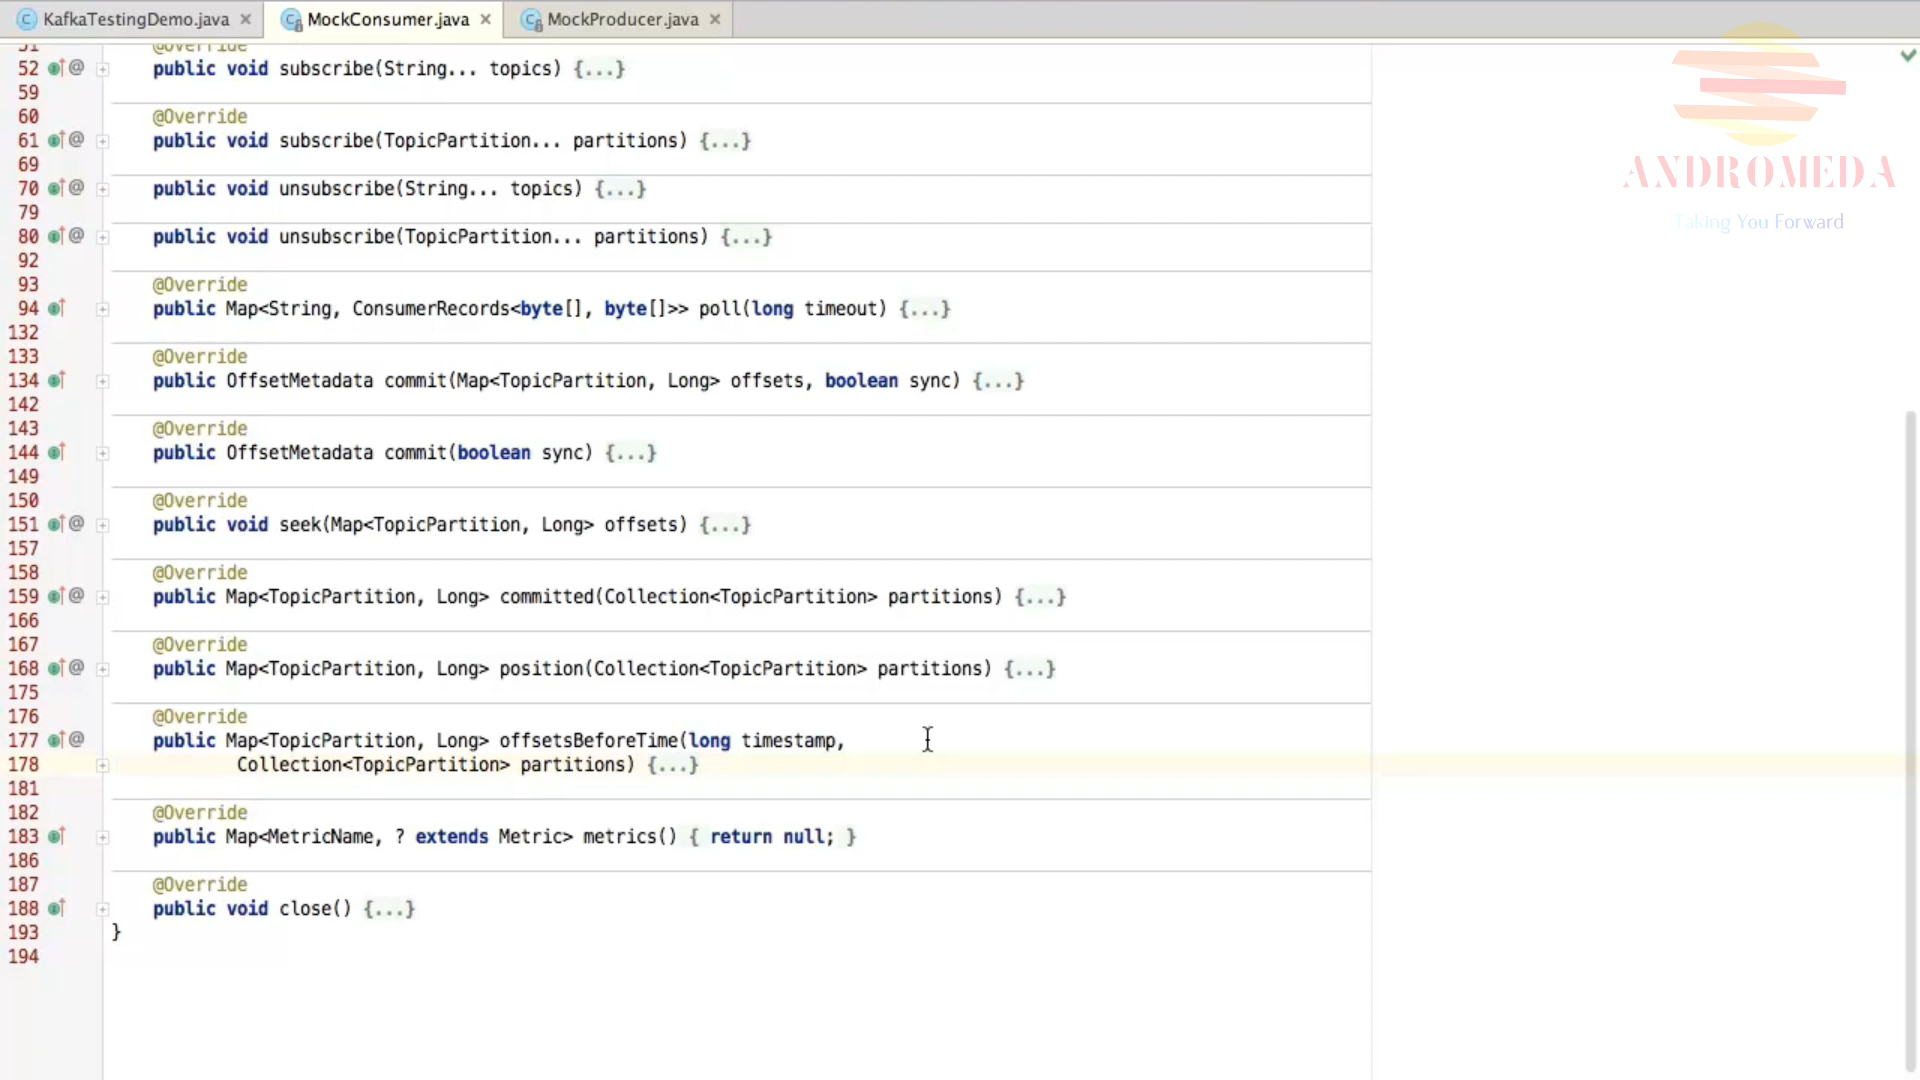 KafkaTestingDemo.java
MockConsumer.java
MockProducer.java
51 @Override
52 @ public void subscribe(String... topics) {...}
59
60 @Override
61 @ public void subscribe(TopicPartition... partitions) {...}
69
70 @ public void unsubscribe(String... topics) {...}
79
80 @ public void unsubscribe(TopicPartition... partitions) {...}
92
93 @Override
94 public Map<String, ConsumerRecords<byte[], byte[]>> poll(long timeout) {...}
132
133 @Override
134 public OffsetMetadata commit(Map<TopicPartition, Long> offsets, boolean sync) {...}
142
143 @Override
144 public OffsetMetadata commit(boolean sync) {...}
149
150 @Override
151 @ public void seek(Map<TopicPartition, Long> offsets) {...}
157
158 @Override
159 @ public Map<TopicPartition, Long> committed(Collection<TopicPartition> partitions) {...}
166
167 @Override
168 @ public Map<TopicPartition, Long> position(Collection<TopicPartition> partitions) {...}
175
176 @Override
177 @ public Map<TopicPartition, Long> offsetsBeforeTime(long timestamp,
178 Collection<TopicPartition> partitions) {...}
181
182 @Override
183 public Map<MetricName, ? extends Metric> metrics() { return null; }
186
187 @Override
188 public void close() {...}
193 }
194
ANDROMEDA
Taking You Forward